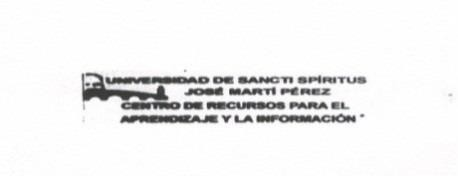 UNIVERSIDAD DE SANCTI SPÍRITUS
JOSÉ MARTÍ PÉREZ
CENTRO DE RECURSOS PARA EL
APRENDIZAJE Y LA INFORMACIÓN